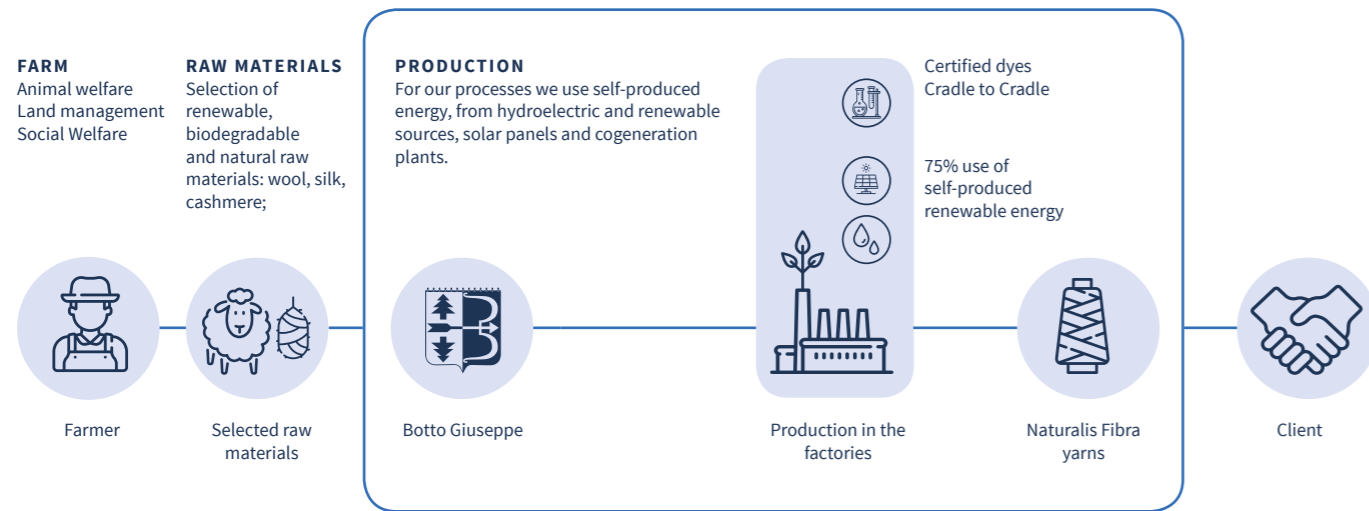 FARM
Animal welfare
Land management
Social Welfare
RAW MATERIALS
Selection of
renewable,
biodegradable
and natural raw
materials: wool, silk,
cashmere;
PRODUCTION
For our processes we use self-produced
energy, from hydroelectric and renewable
sources, solar panels and cogeneration
plants.
Certified dyes
Cradle to Cradle
75% use of
self-produced
renewable energy
Farmer
Selected raw
materials
Botto Giuseppe
Production in the
factories
Naturalis Fibra
yarns
Client